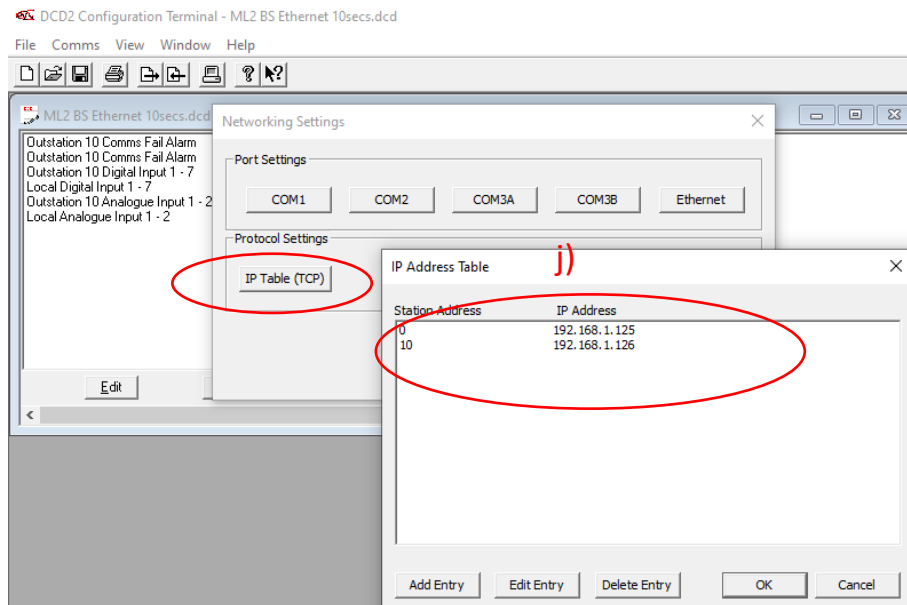 DCD2 Configuration Terminal - ML2 BS Ethernet 10secs.dcd
File Comms View Window Help
ML2 BS Ethernet 10secs.dcd
Outstation 10 Comms Fail Alarm
Outstation 10 Comms Fail Alarm
Outstation 10 Digital Input 1 - 7
Local Digital Input 1 - 7
Outstation 10 Analogue Input 1 - 2
Local Analogue Input 1 - 2
Edit
Networking Settings
Port Settings
COM1 COM2 COM3A COM3B Ethernet
Protocol Settings
IP Table (TCP)
j)
IP Address Table
Station Address IP Address
0 192.168.1.125
10 192.168.1.126
Add Entry Edit Entry Delete Entry OK Cancel